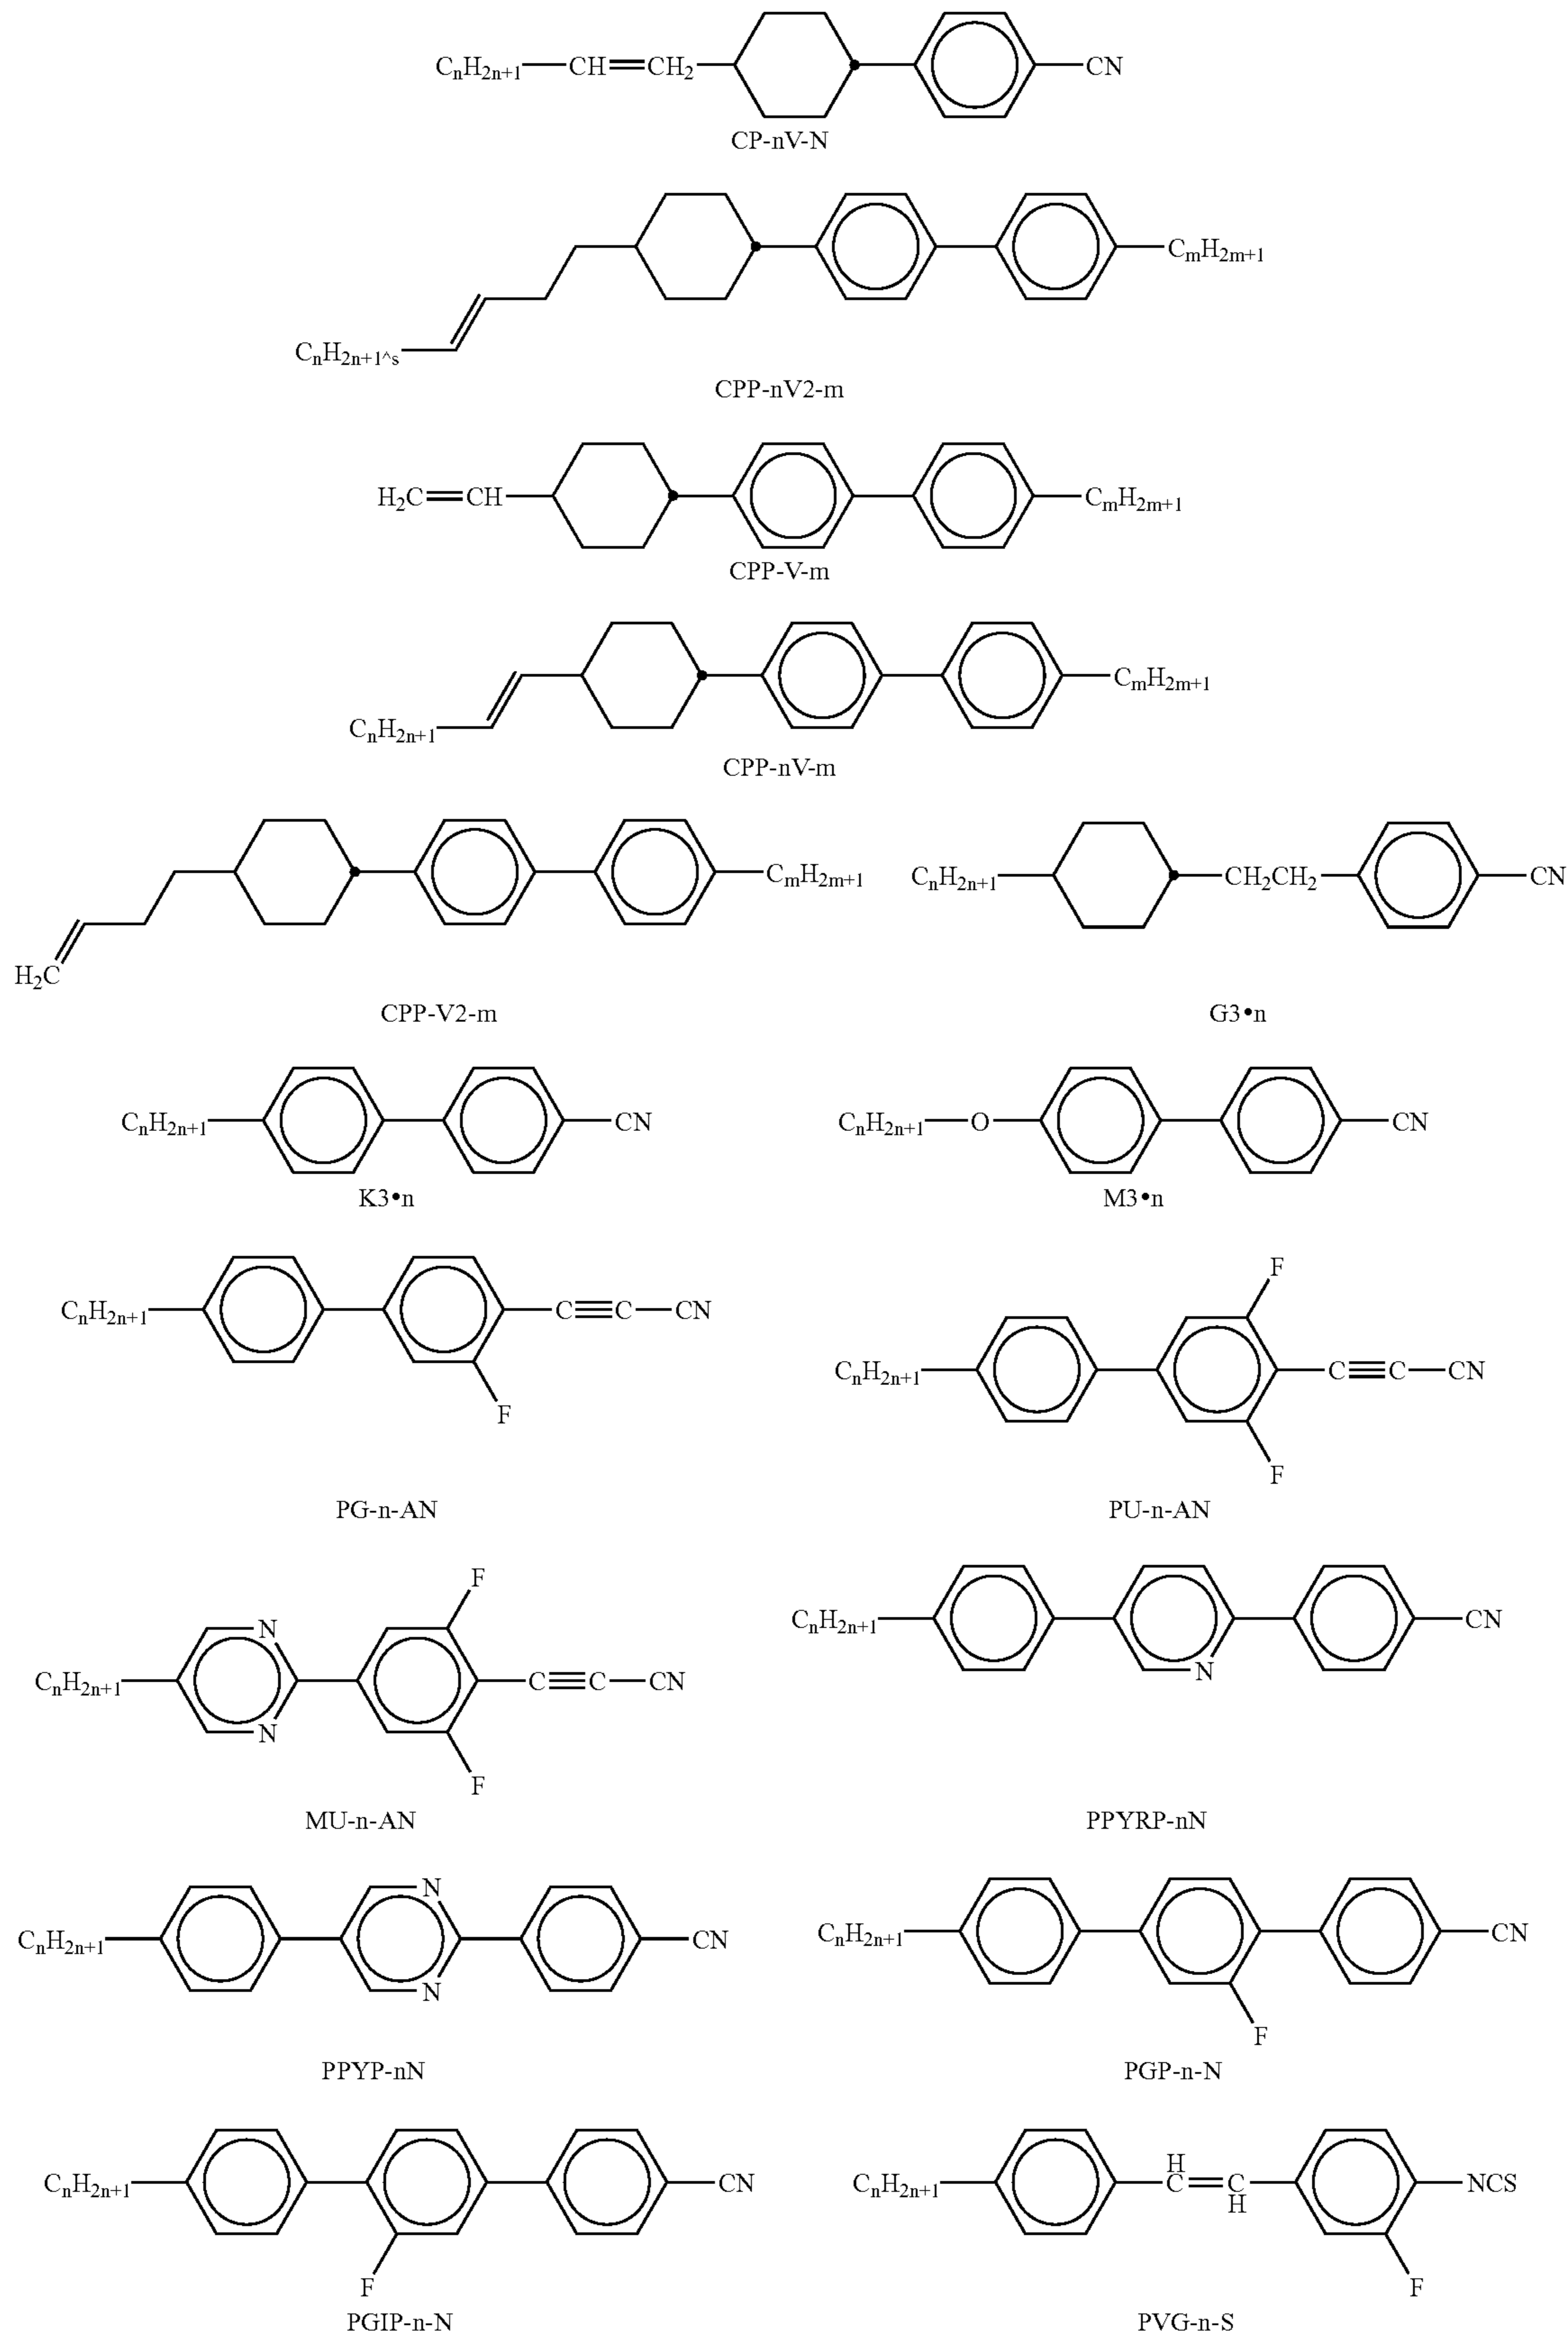 CnH2n+1—CH=CH2 CN
CP-nV-N
CmH2m+1
CnH2n+1^s
CPP-nV2-m
H2C=CH CmH2m+1
CPP-V-m
CmH2m+1
CnH2n+1
CPP-nV-m
CmH2m+1
H2C
CPP-V2-m
CnH2n+1 CH2CH2 CN
G3•n
CnH2n+1 CN
K3•n
CnH2n+1—O CN
M3•n
CnH2n+1 C≡C—CN
F
PG-n-AN
F
CnH2n+1 C≡C—CN
F
PU-n-AN
F
N
CnH2n+1 C≡C—CN
N
F
MU-n-AN
CnH2n+1 CN
N
PPYRP-nN
N
CnH2n+1 CN
N
PPYP-nN
CnH2n+1 CN
F
PGP-n-N
CnH2n+1 CN
F
PGIP-n-N
H
CnH2n+1 C=C NCS
H
F
PVG-n-S